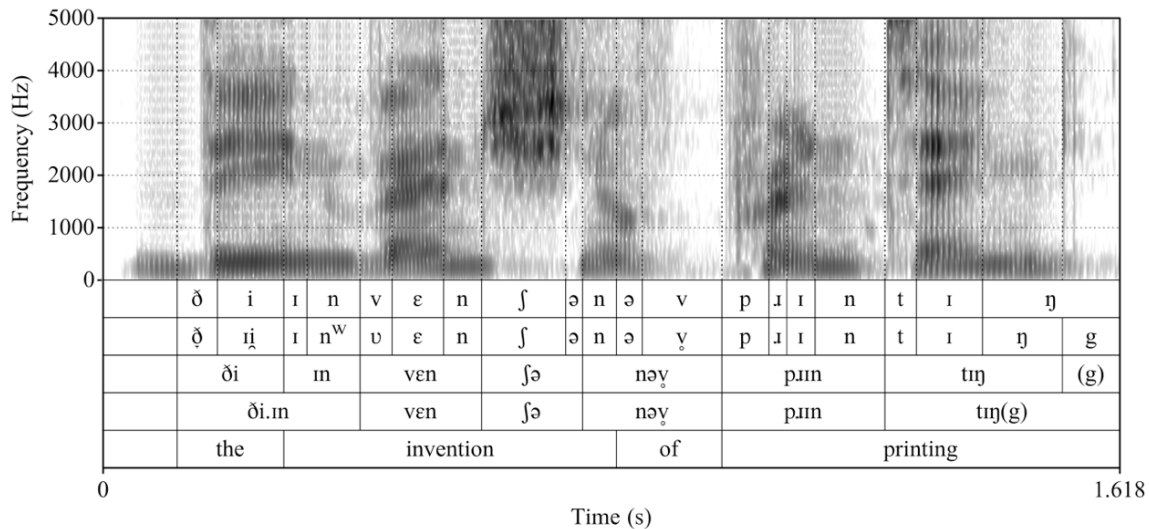 5000
4000
3000
2000
1000
0
Frequency (Hz)
ð i ɪ n v ɛ n ʃ ə n ə v p ɹ ɪ n t ɪ ŋ
ð̞ ɪi̯ ɪ nʷ ʋ ɛ n ʃ ə n ə v̥ p ɹ ɪ n t ɪ ŋ g
ði ɪn vɛn ʃə nəv̥ pɹɪn tɪŋ (g)
ði.ɪn vɛn ʃə nəv̥ pɹɪn tɪŋ(g)
the invention of printing
0 1.618
Time (s)